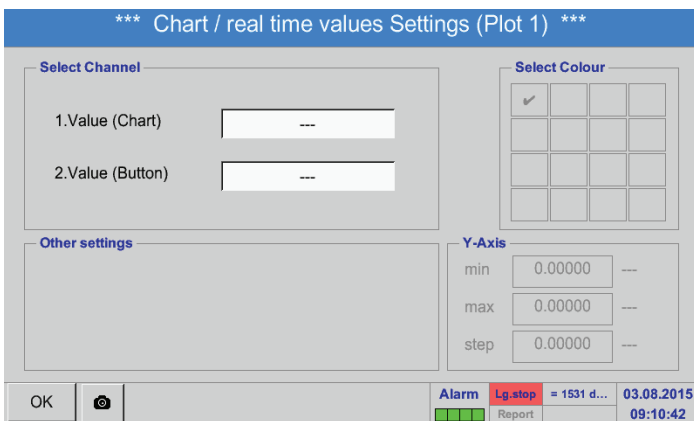 *** Chart / real time values Settings (Plot 1) ***
Select Channel
Select Colour
1.Value (Chart)
---
2.Value (Button)
---
Other settings
Y-Axis
min 0.00000 ---
max 0.00000 ---
step 0.00000 ---
OK
Alarm
Lg.stop
= 1531 d...
03.08.2015
Report
09:10:42